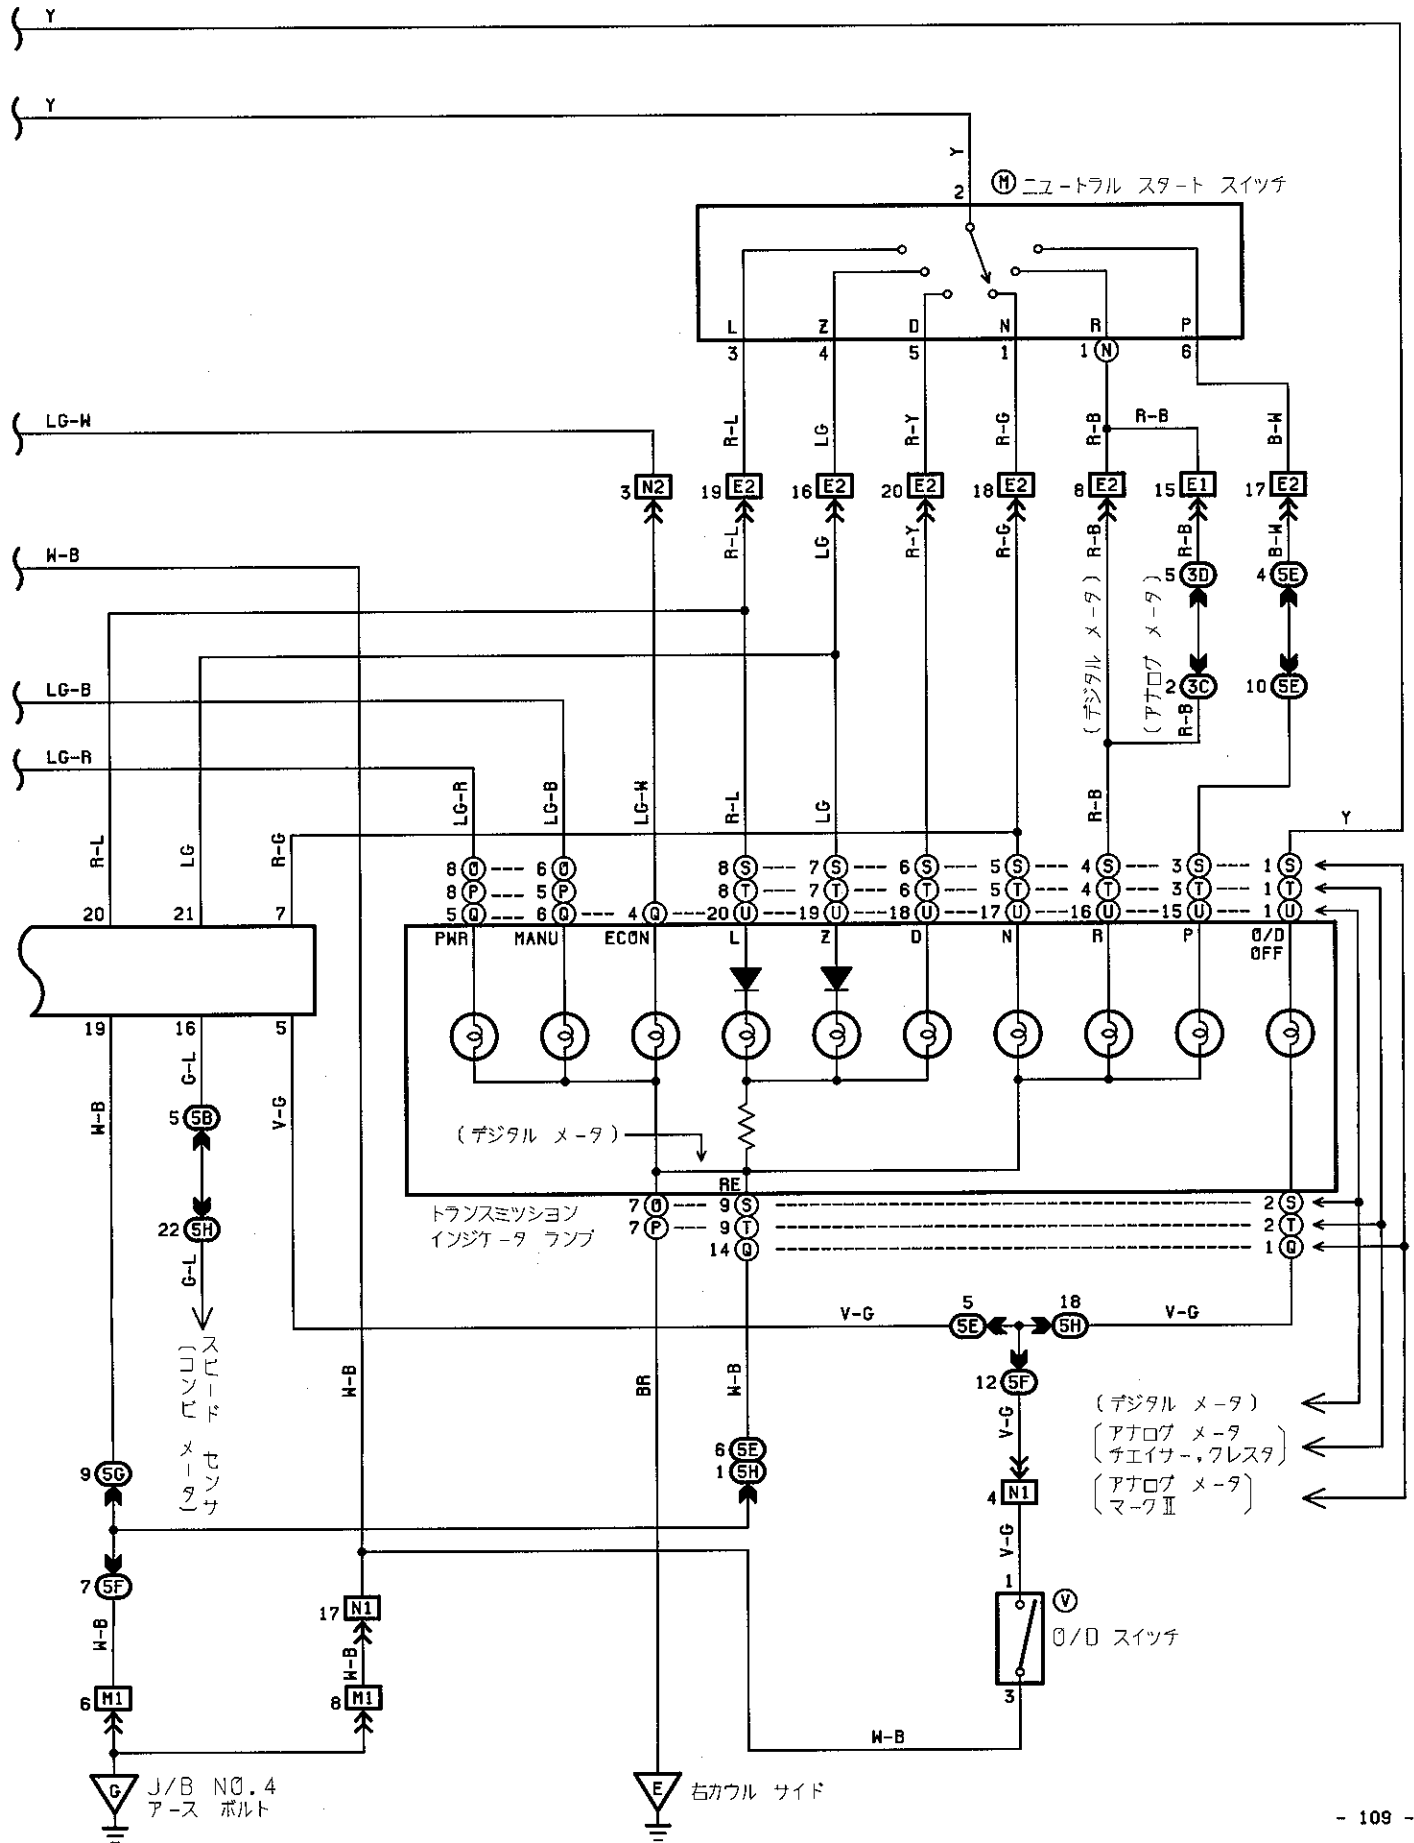 Y
Y
Y
2
Ⓜ ニュートラル スタート スイッチ
L Z D N R P
3 4 5 1 1 Ⓝ 6
LG-W
R-L LG R-Y R-G R-B R-B B-W
3 N2 19 E2 16 E2 20 E2 18 E2 8 E2 15 E1 17 E2
R-L LG R-Y R-G R-B R-B B-W
W-B
5 3D 4 5E
(デジタル メータ)
(アナログ メータ)
LG-B
2 3C 10 5E
R-B
LG-R
LG-R LG-B LG-W R-L LG R-B
Y
R-L LG R-G
8 O 6 O 8 S 7 S 6 S 5 S 4 S 3 S 1 S
8 P 5 P 8 T 7 T 6 T 5 T 4 T 3 T 1 T
5 Q 6 Q 4 Q 20 U 19 U 18 U 17 U 16 U 15 U 1 U
20 21 7
PWR MANU ECON L Z D N R P O/D
OFF
19 16 5
W-B G-L V-G
5 5B
(デジタル メータ)
RE
7 O 9 S 2 S
7 P 9 T 2 T
14 Q 1 Q
トランスミッション
インジケータ ランプ
22 5H
G-L
スピード センサ
(コンビ メータ)
V-G 5 18 V-G
5E 5H
W-B BR W-B
12 5F
V-G
(デジタル メータ)
(アナログ メータ
チェイサー,クレスタ)
(アナログ メータ
マークⅡ)
6 5E
1 5H
9 5G
4 N1
V-G
7 5F
1
Ⓥ
O/D スイッチ
3
17 N1
W-B W-B
6 M1 8 M1
W-B
G J/B NO.4
アース ボルト
E 右カウル サイド
- 109 -